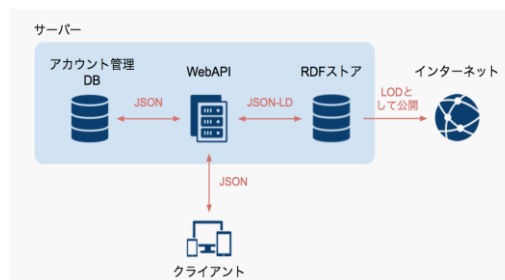 サーバー
アカウント管理
DB
WebAPI
RDFストア
インターネット
JSON
JSON-LD
LODと
して公開
JSON
クライアント